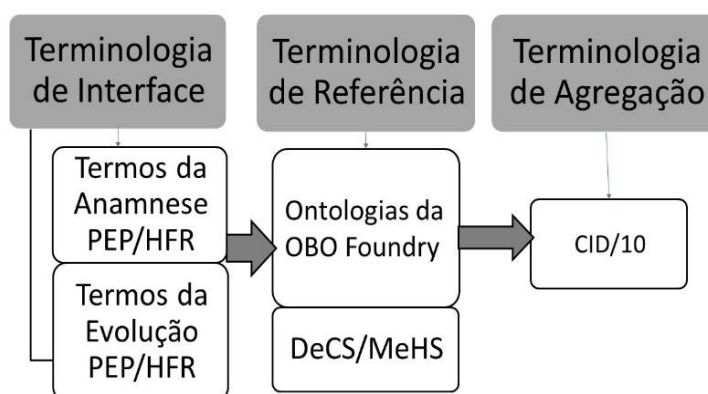 Terminologia
de Interface
Terminologia
de Referência
Terminologia
de Agregação
Termos da
Anamnese
PEP/HFR
Termos da
Evolução
PEP/HFR
Ontologias da
OBO Foundry
DeCS/MeHS
CID/10